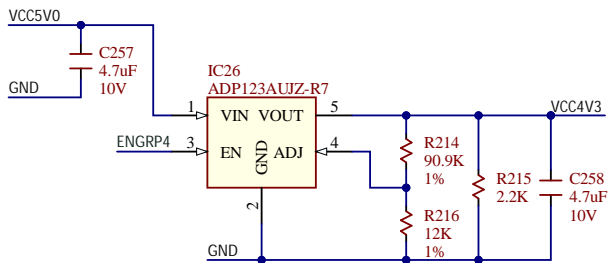 VCC5V0
C257
4.7uF
10V
GND
IC26
ADP123AUJZ-R7
1 VIN VOUT 5
VCC4V3
ENGRP4
3 EN GND ADJ 4
2
R214
90.9K
1%
R215
2.2K
C258
4.7uF
10V
R216
12K
1%
GND